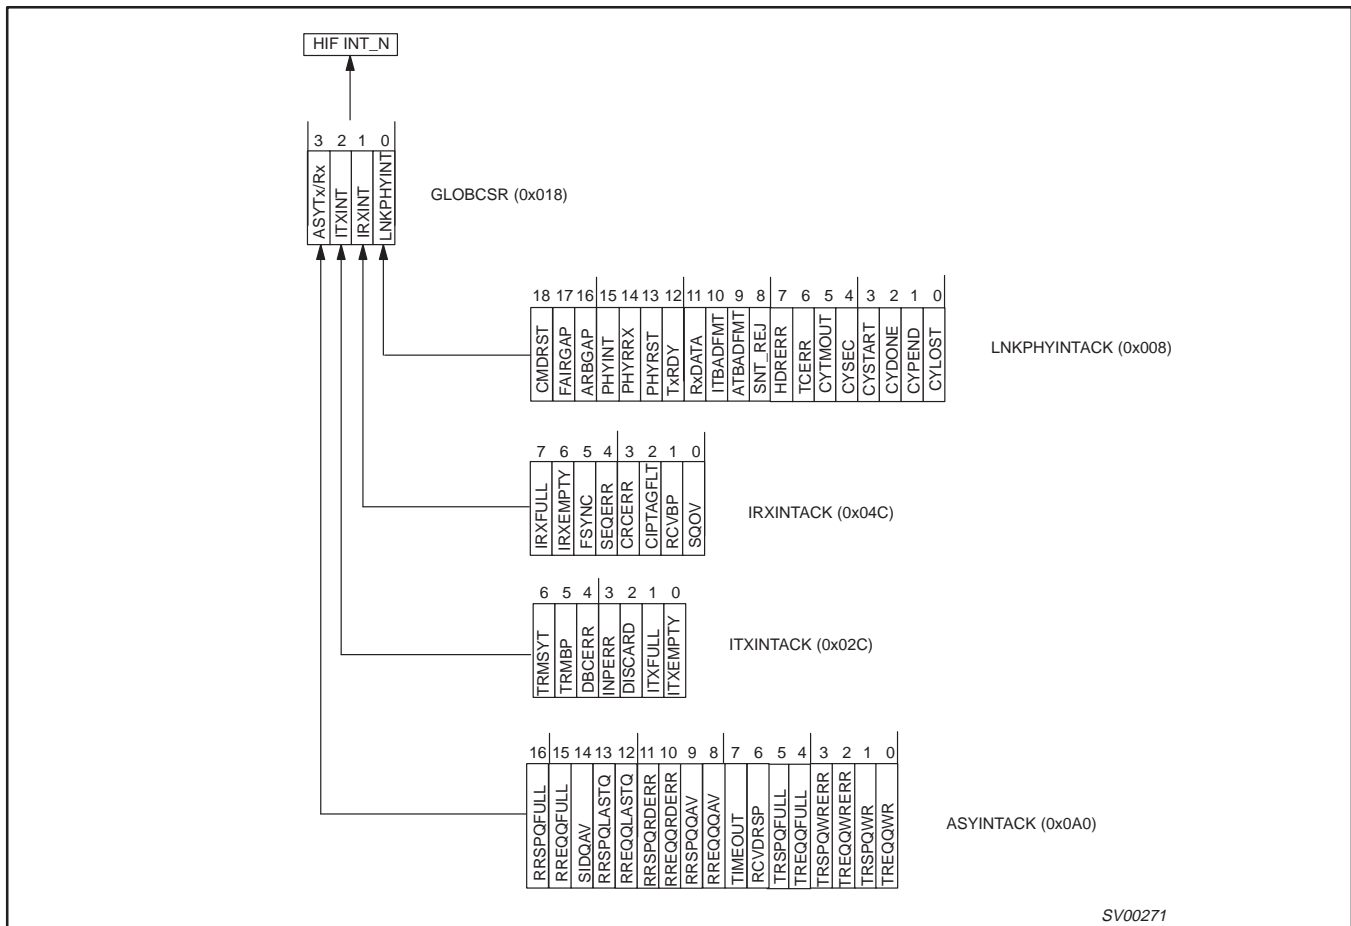 HIF INT_N
3 2 1 0
ASYTx/Rx
ITXINT
IRXINT
LNKPHYINT
GLOBCSR (0x018)
18 17 16 15 14 13 12 11 10 9 8 7 6 5 4 3 2 1 0
CMDRST
FAIRGAP
ARBGAP
PHYINT
PHYRRX
PHYRST
TxRDY
RxDATA
ITBADFMT
ATBADFMT
SNT_REJ
HDRERR
TCERR
CYTMOUT
CYSEC
CYSTART
CYDONE
CYPEND
CYLOST
LNKPHYINTACK (0x008)
7 6 5 4 3 2 1 0
IRXFULL
IRXEMPTY
FSYNC
SEQERR
CRCERR
CIPTAGFLT
RCVBP
SQOV
IRXINTACK (0x04C)
6 5 4 3 2 1 0
TRMSYT
TRMBP
DBCERR
INPERR
DISCARD
ITXFULL
ITXEMPTY
ITXINTACK (0x02C)
16 15 14 13 12 11 10 9 8 7 6 5 4 3 2 1 0
RRSPQFULL
RREQQFULL
SIDQAV
RRSPQLASTQ
RREQQLASTQ
RRSPQRDERR
RREQQRDERR
RRSPQQAV
RREQQQAV
TIMEOUT
RCVDRSP
TRSPQFULL
TREQQFULL
TRSPQWRERR
TREQQWRERR
TRSPQWR
TREQQWR
ASYINTACK (0x0A0)
SV00271